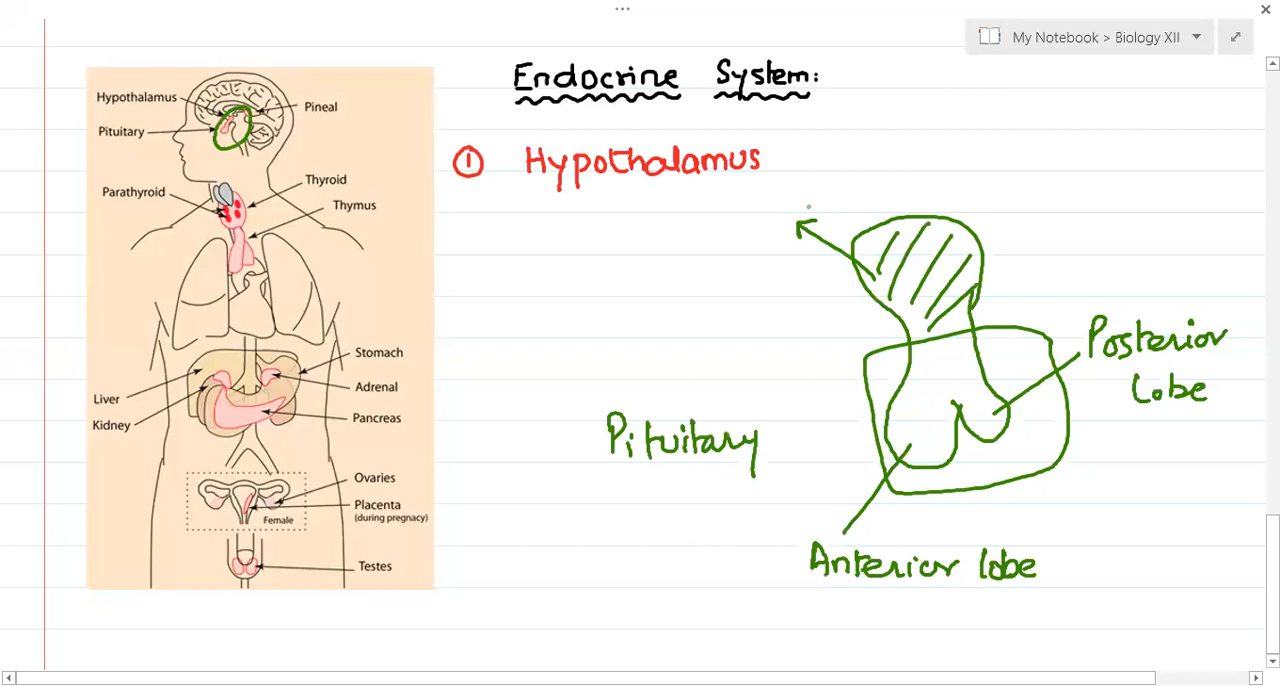 My Notebook > Biology XII
Endocrine System:
Hypothalamus
Pineal
Pituitary
① Hypothalamus
Parathyroid
Thyroid
Thymus
Posterior
lobe
Stomach
Liver
Adrenal
Kidney
Pancreas
Pituitary
Ovaries
Placenta
(during pregnancy)
Female
Anterior lobe
Testes